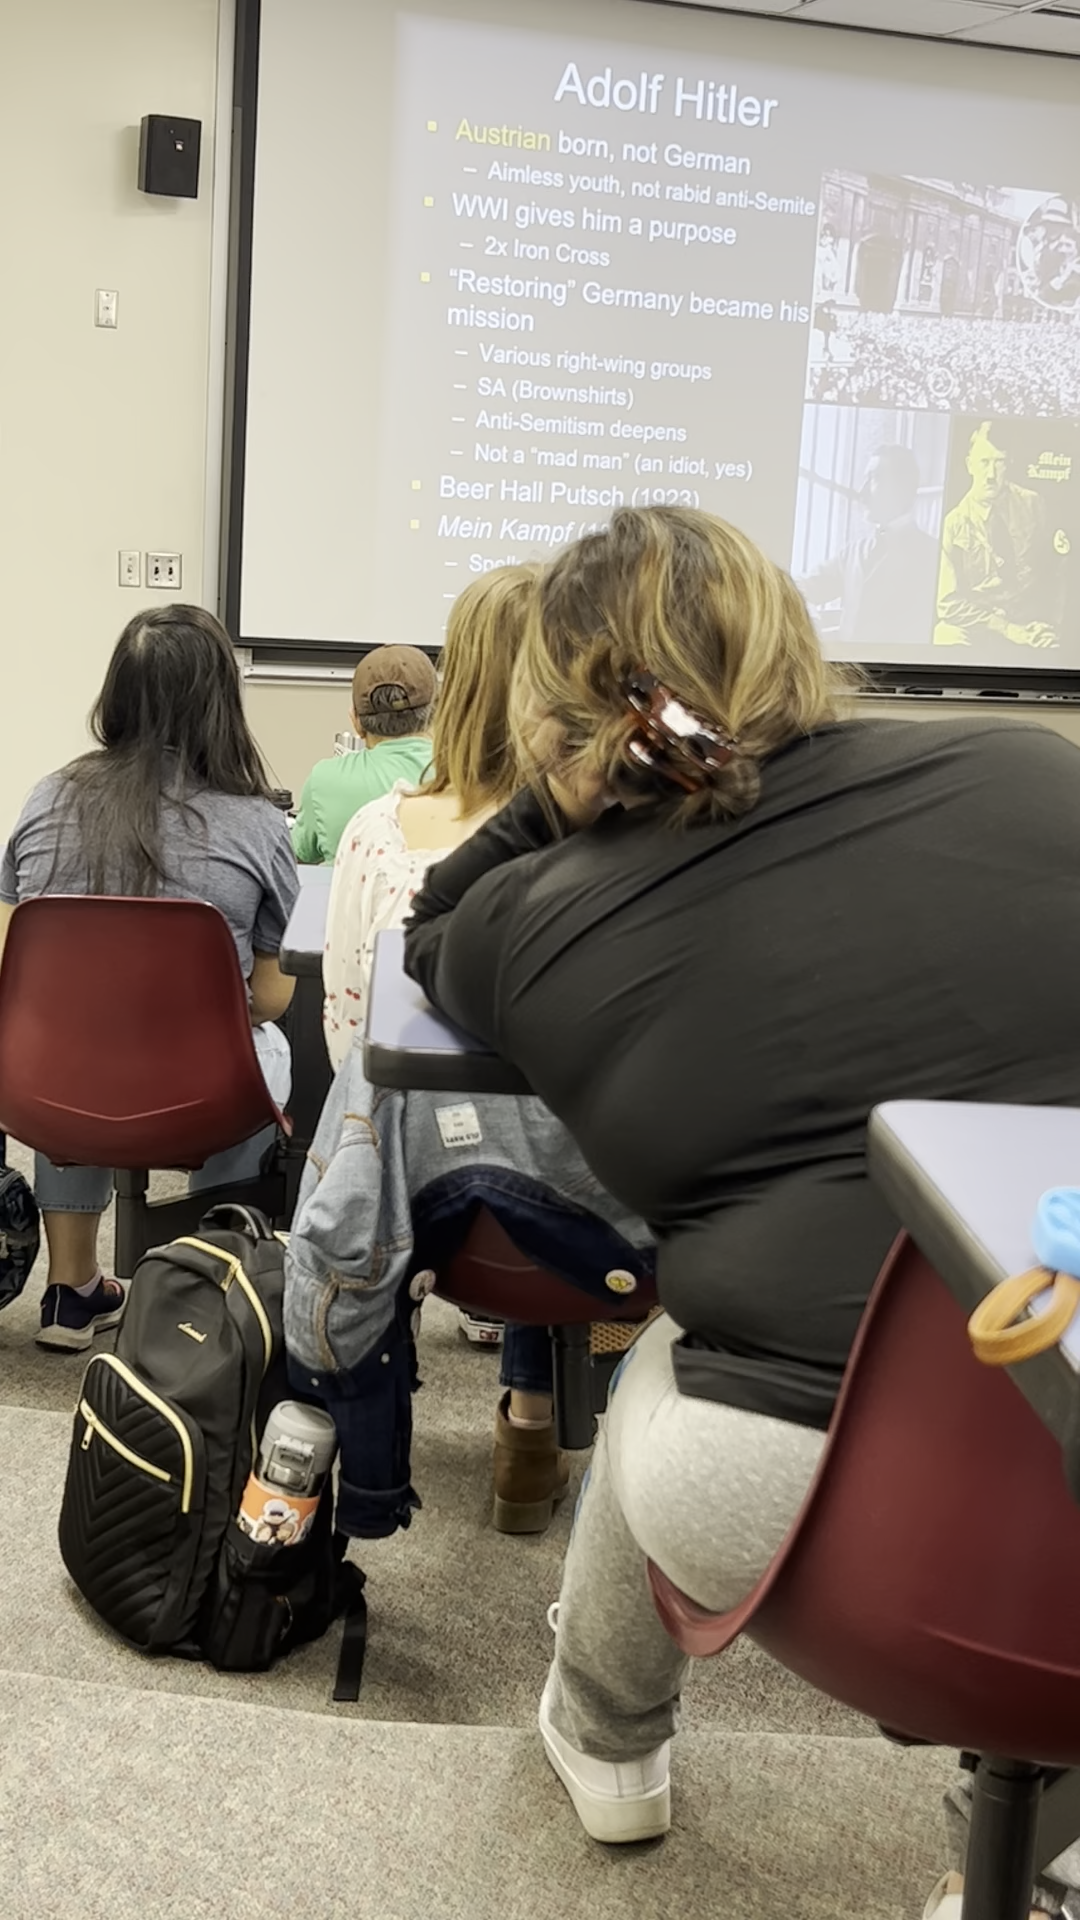 Adolf Hitler
▪ Austrian born, not German
– Aimless youth, not rabid anti-Semite
▪ WWI gives him a purpose
– 2x Iron Cross
▪ “Restoring” Germany became his
mission
– Various right-wing groups
– SA (Brownshirts)
– Anti-Semitism deepens
– Not a “mad man” (an idiot, yes)
▪ Beer Hall Putsch (1923)
▪ Mein Kampf
Mein
Kampf